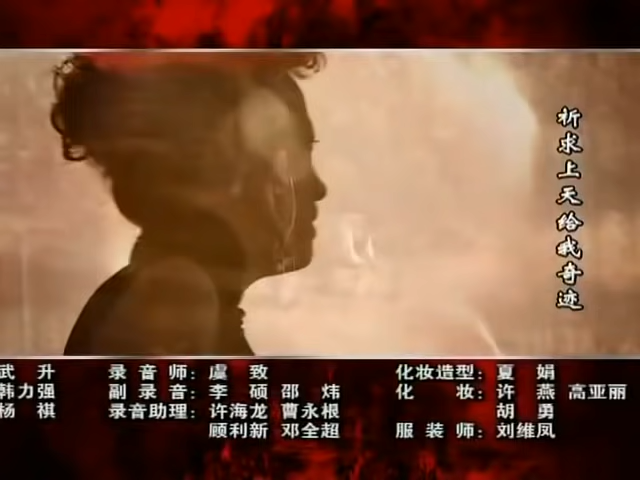 祈求上天给我奇迹
武 升 录 音 师：虞 致 化妆造型：夏 娟
韩力强 副 录 音：李 硕 邵 炜 化 妆：许 燕 高亚丽
杨 祺 录音助理：许海龙 曹永根 胡 勇
顾利新 邓全超 服 装 师：刘维凤